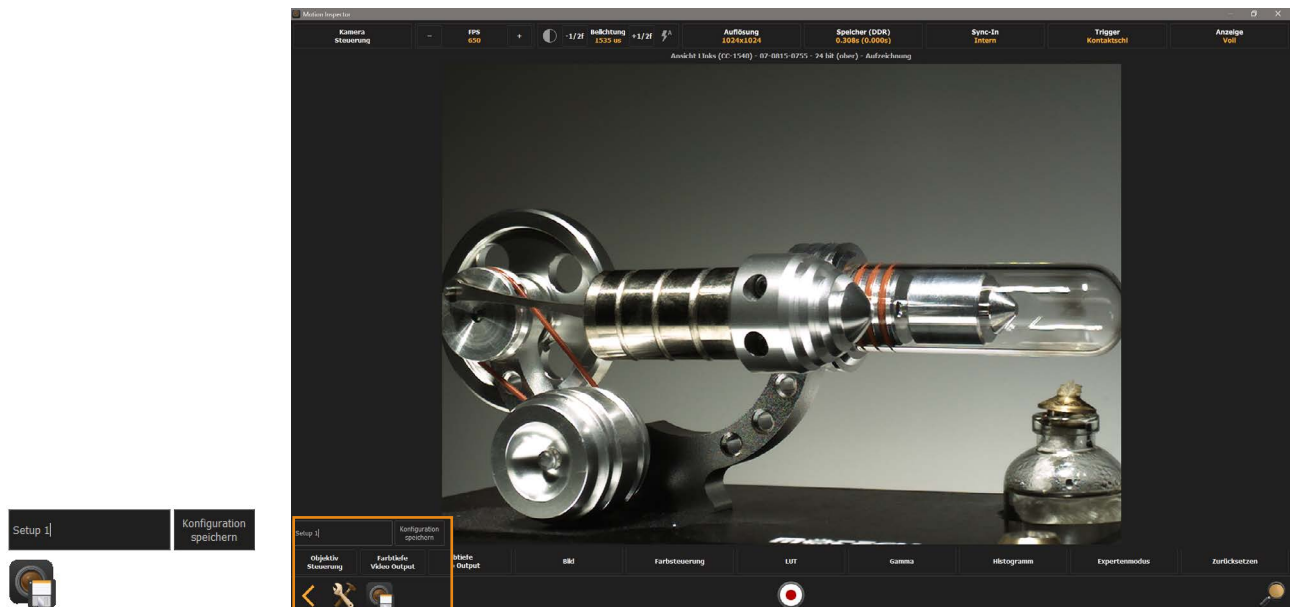 Motion Inspector
Kamera Steuerung
–
FPS 650
+
-1/2f
Belichtung 1535 us
+1/2f
A
Auflösung 1024x1024
Speicher (DDR) 0.308s (0.000s)
Sync-In Intern
Trigger Kontaktschl
Anzeige Voll
Ansicht Links (CC-1540) - 07-0815-0755 - 24 bit (ober) - Aufzeichnung
Setup 1
Konfiguration
speichern
Setup 1
Konfiguration
speichern
Objektiv
Steuerung
Farbtiefe
Video Output
btiefe
Output
Bild
Farbsteuerung
LUT
Gamma
Histogramm
Expertenmodus
Zurücksetzen